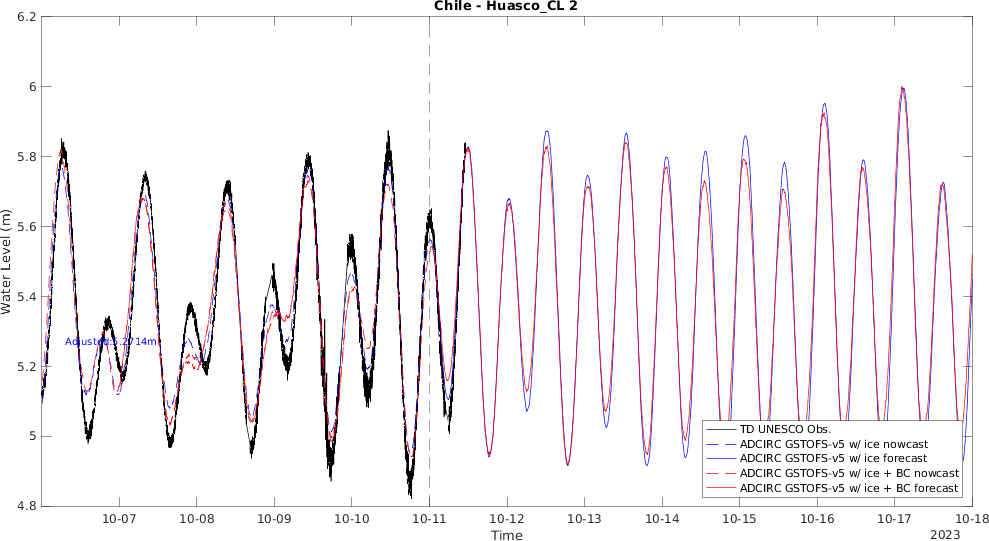 Chile - Huasco_CL 2
6.2
6
5.8
5.6
5.4
5.2
5
4.8
Water Level (m)
Adjusted:5.2714m
TD UNESCO Obs.
ADCIRC GSTOFS-v5 w/ ice nowcast
ADCIRC GSTOFS-v5 w/ ice forecast
ADCIRC GSTOFS-v5 w/ ice + BC nowcast
ADCIRC GSTOFS-v5 w/ ice + BC forecast
10-07 10-08 10-09 10-10 10-11 10-12 10-13 10-14 10-15 10-16 10-17 10-18
Time
2023